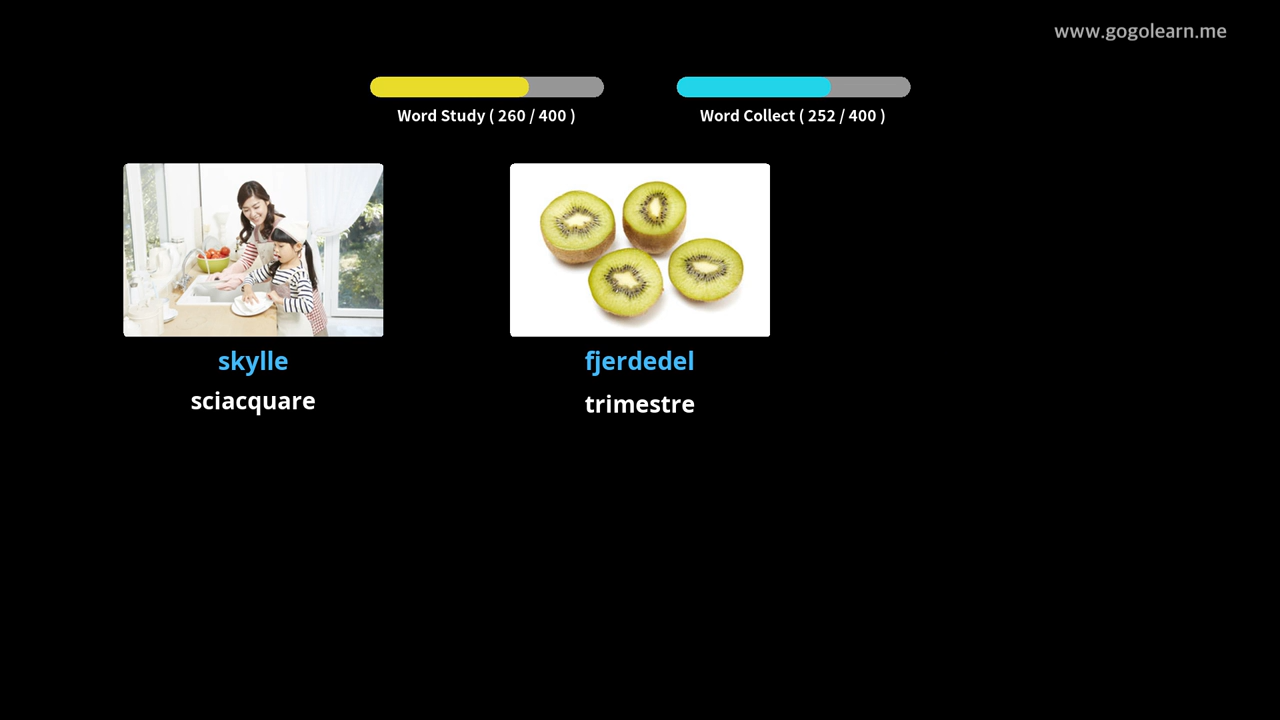 www.gogolearn.me
Word Study ( 260 / 400 )
Word Collect ( 252 / 400 )
skylle
sciacquare
fjerdedel
trimestre